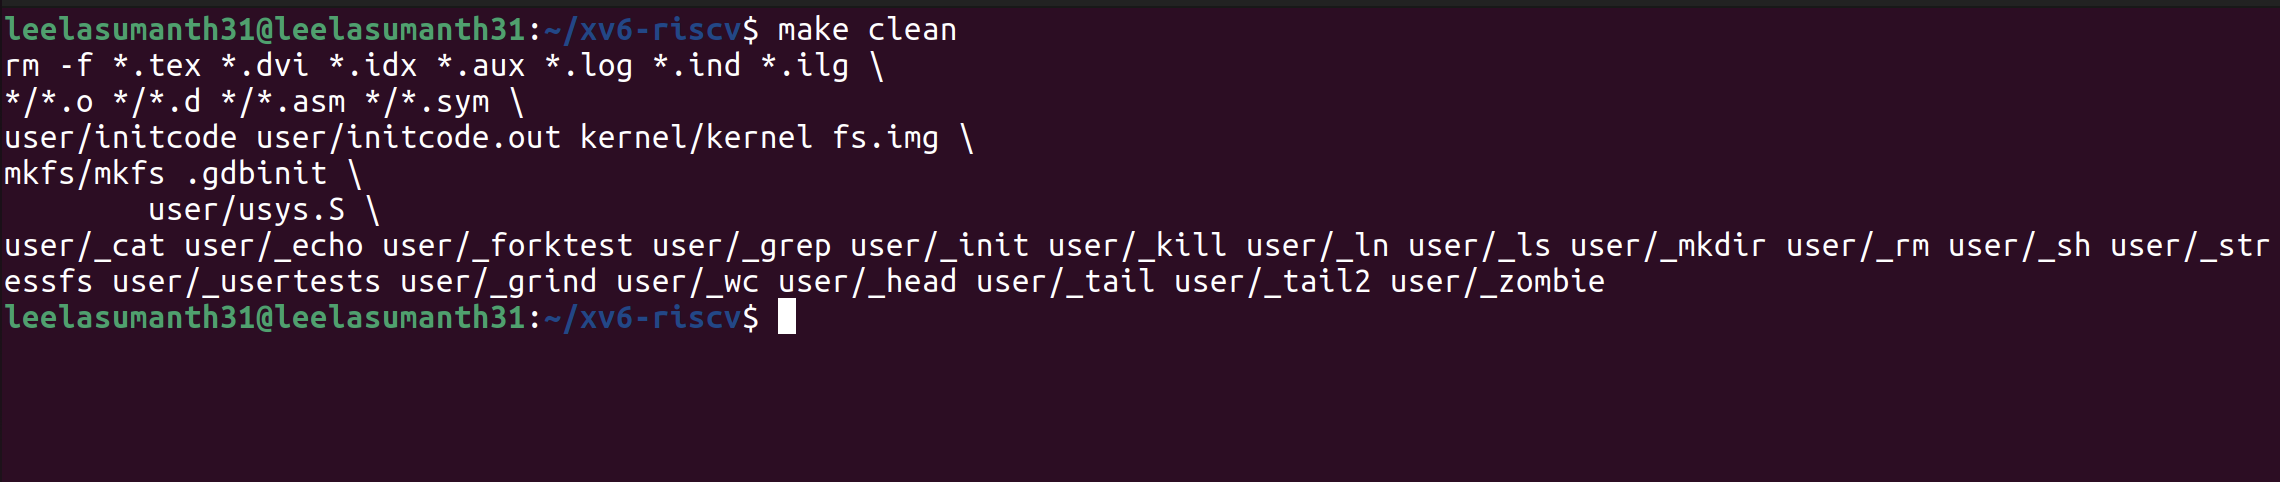 leelasumanth31@leelasumanth31:~/xv6-riscv$ make clean
rm -f *.tex *.dvi *.idx *.aux *.log *.ind *.ilg \
*/*.o */*.d */*.asm */*.sym \
user/initcode user/initcode.out kernel/kernel fs.img \
mkfs/mkfs .gdbinit \
        user/usys.S \
user/_cat user/_echo user/_forktest user/_grep user/_init user/_kill user/_ln user/_ls user/_mkdir user/_rm user/_sh user/_str
essfs user/_usertests user/_grind user/_wc user/_head user/_tail user/_tail2 user/_zombie
leelasumanth31@leelasumanth31:~/xv6-riscv$